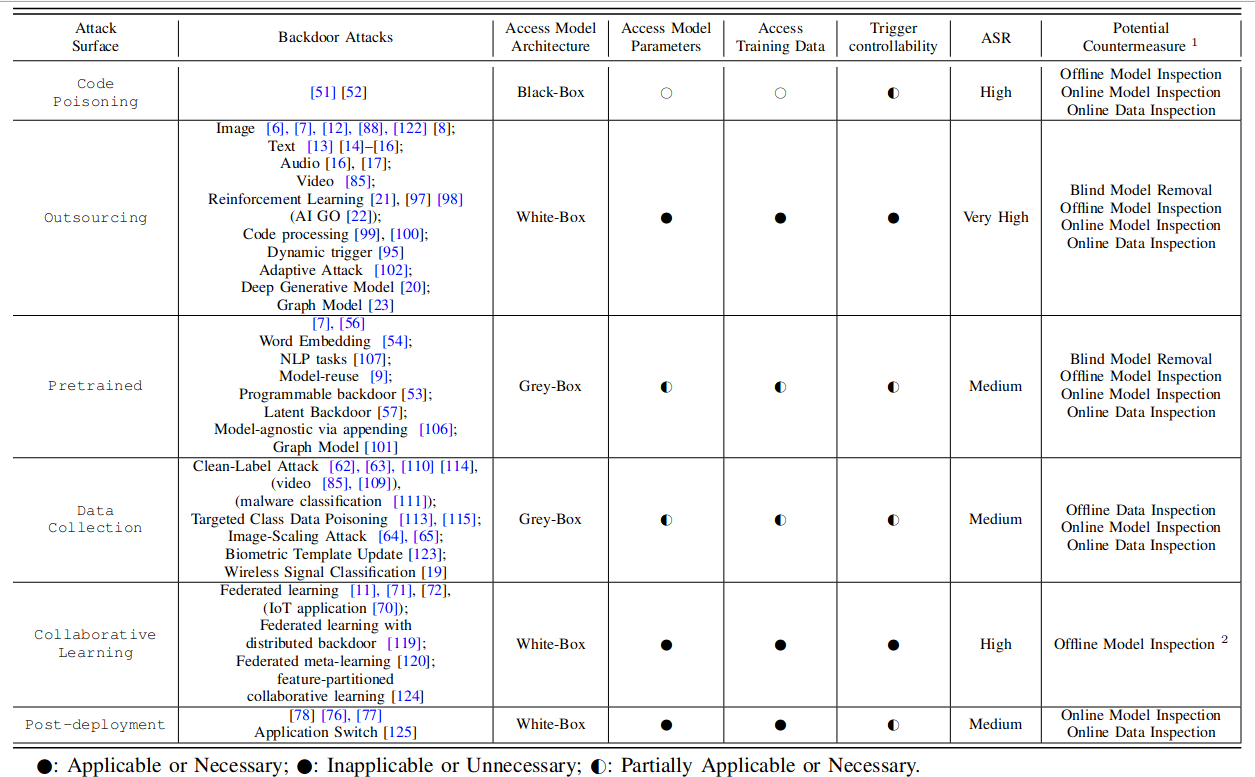 Attack Surface | Backdoor Attacks | Access Model Architecture | Access Model Parameters | Access Training Data | Trigger controllability | ASR | Potential Countermeasure 1
Code Poisoning | [51] [52] | Black-Box | ○ | ○ | ◐ | High | Offline Model Inspection
Online Model Inspection
Online Data Inspection
Outsourcing | Image [6], [7], [12], [88], [122] [8];
Text [13] [14]–[16];
Audio [16], [17];
Video [85];
Reinforcement Learning [21], [97] [98]
(AI GO [22]);
Code processing [99], [100];
Dynamic trigger [95]
Adaptive Attack [102];
Deep Generative Model [20];
Graph Model [23] | White-Box | ● | ● | ● | Very High | Blind Model Removal
Offline Model Inspection
Online Model Inspection
Online Data Inspection
Pretrained | [7], [56]
Word Embedding [54];
NLP tasks [107];
Model-reuse [9];
Programmable backdoor [53];
Latent Backdoor [57];
Model-agnostic via appending [106];
Graph Model [101] | Grey-Box | ◐ | ◐ | ◐ | Medium | Blind Model Removal
Offline Model Inspection
Online Model Inspection
Online Data Inspection
Data Collection | Clean-Label Attack [62], [63], [110] [114],
(video [85], [109]),
(malware classification [111]);
Targeted Class Data Poisoning [113], [115];
Image-Scaling Attack [64], [65];
Biometric Template Update [123];
Wireless Signal Classification [19] | Grey-Box | ◐ | ◐ | ◐ | Medium | Offline Data Inspection
Online Model Inspection
Online Data Inspection
Collaborative Learning | Federated learning [11], [71], [72],
(IoT application [70]);
Federated learning with
distributed backdoor [119];
Federated meta-learning [120];
feature-partitioned
collaborative learning [124] | White-Box | ● | ● | ● | High | Offline Model Inspection 2
Post-deployment | [78] [76], [77]
Application Switch [125] | White-Box | ● | ● | ◐ | Medium | Online Model Inspection
Online Data Inspection
●: Applicable or Necessary; ●: Inapplicable or Unnecessary; ◐: Partially Applicable or Necessary.